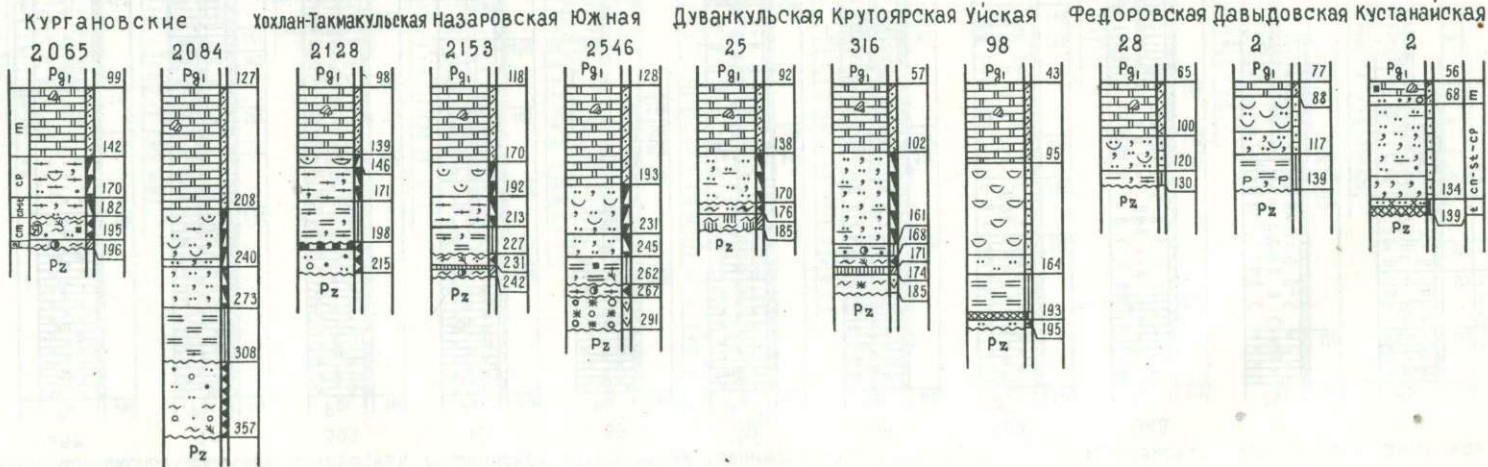 Кургановские Хохлан-Такмакульская Назаровская Южная Дуванкульская Крутоярская Уйская Федоровская Давыдовская Кустанайская
2065 2084 2128 2153 2546 25 316 98 28 2 2
Pg₁ 99 Pg₁ 127 Pg₁ 98 Pg₁ 118 Pg₁ 128 Pg₁ 92 Pg₁ 57 Pg₁ 43 Pg₁ 65 Pg₁ 77 Pg₁ 56
88 68 m
m 100
142 139 170 138 102 95 117
cp 146 193 120
170 171 192 170 161 130 139 134 cn-st-cp
182 208 213 231 176 168 Pz Pz 139 t
cm 195 198 227 245 185 171 164 Pz
196 240 215 231 262 Pz 174
Pz 273 Pz 242 267 185 193
308 Pz 291 Pz 195
357 Pz Pz
Pz